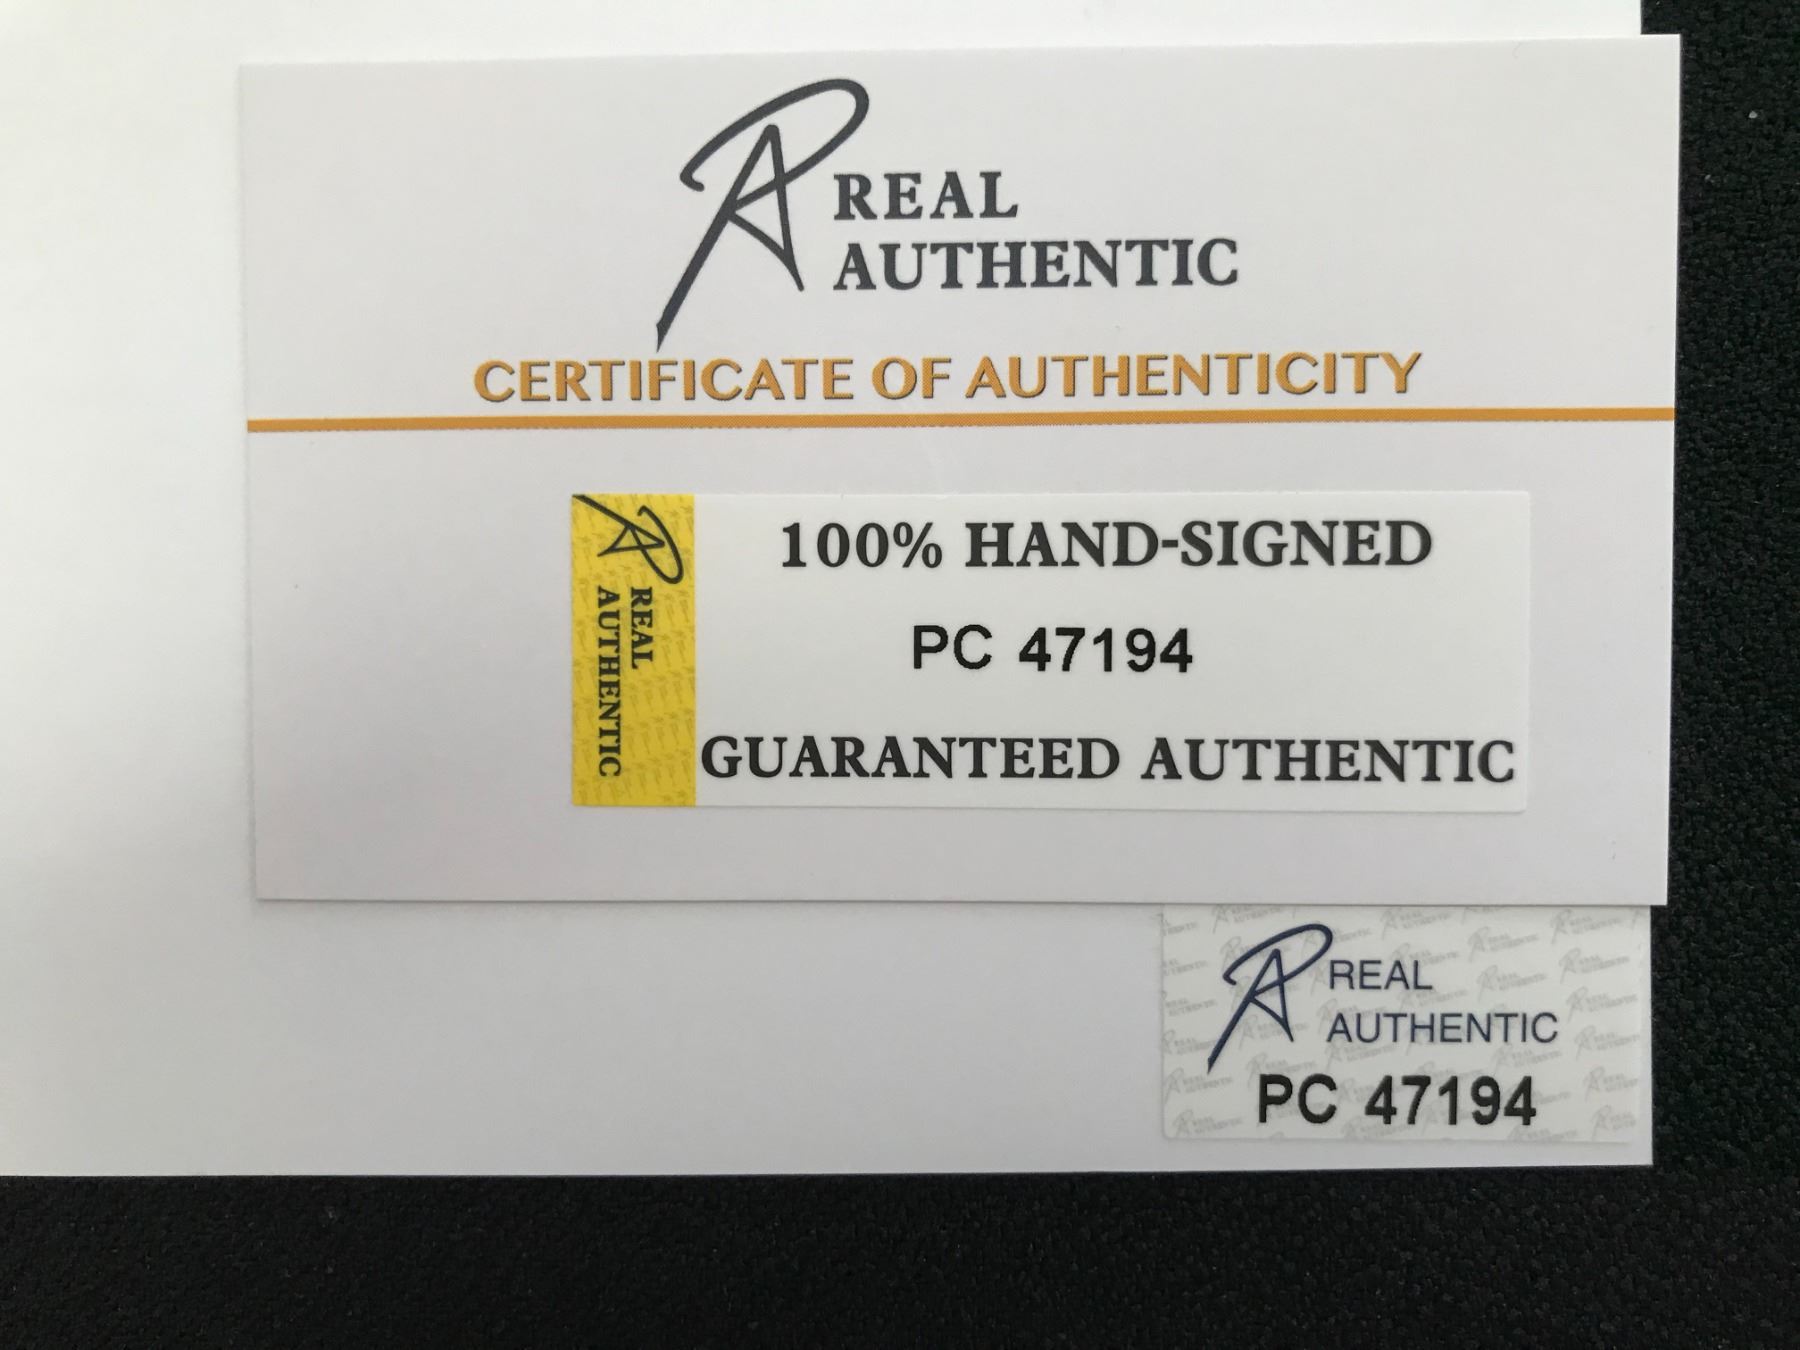 REAL
AUTHENTIC
CERTIFICATE OF AUTHENTICITY
REAL
AUTHENTIC
100% HAND-SIGNED
PC 47194
GUARANTEED AUTHENTIC
REAL
AUTHENTIC
PC 47194